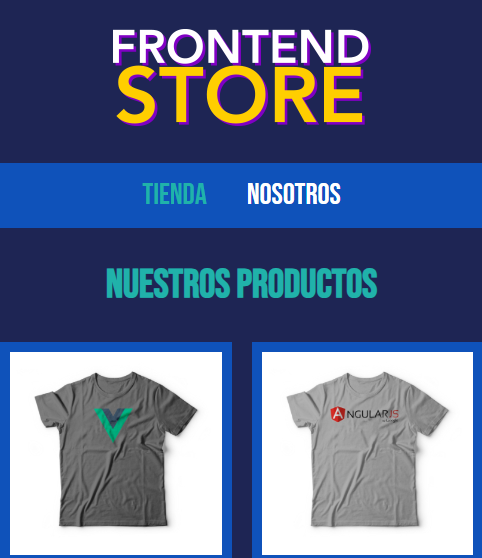 FRONTEND
STORE
TIENDA NOSOTROS
NUESTROS PRODUCTOS
ANGULARJS